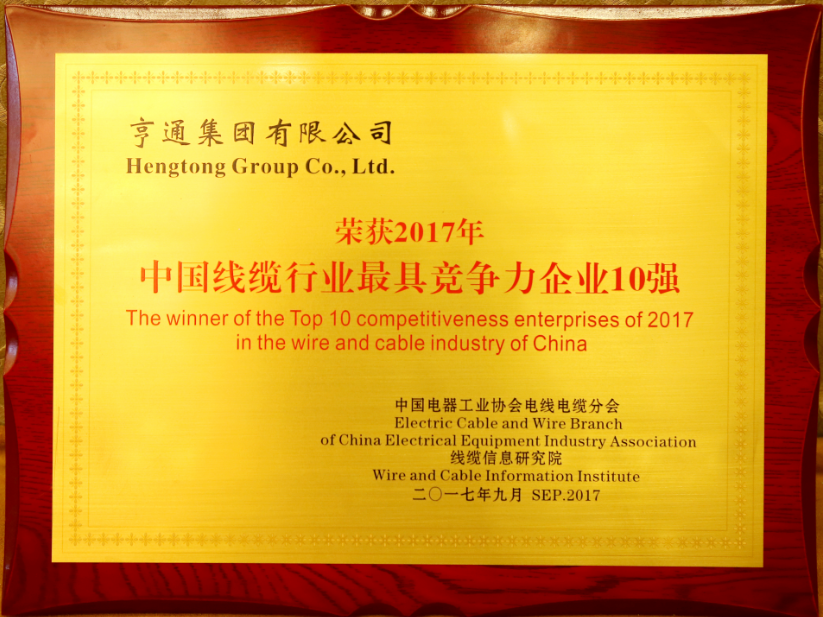 亨通集团有限公司
Hengtong Group Co., Ltd.
荣获2017年
中国线缆行业最具竞争力企业10强
The winner of the Top 10 competitiveness enterprises of 2017
in the wire and cable industry of China
中国电器工业协会电线电缆分会
Electric Cable and Wire Branch
of China Electrical Equipment Industry Association
线缆信息研究院
Wire and Cable Information Institute
二〇一七年九月 SEP.2017